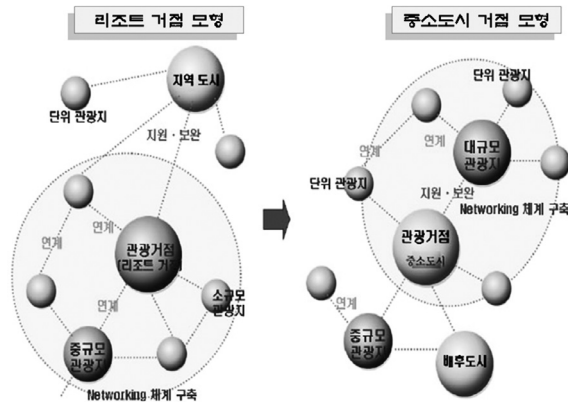 리조트 거점 모형
지역 도시
단위 관광지
지원·보완
연계
연계
관광거점
(리조트 거점)
연계
소규모
관광지
중규모
관광지
Networking 체계 구축
중소도시 거점 모형
단위 관광지
연계
연계
대규모
관광지
단위 관광지
지원·보완
Networking 체계 구축
관광거점
중소도시
연계
중규모
관광지
배후도시